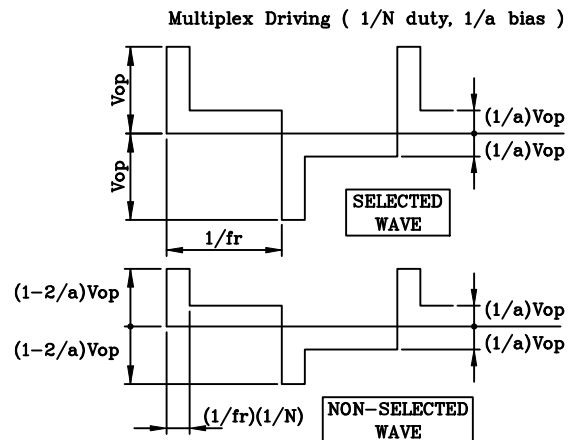 Multiplex Driving ( 1/N duty, 1/a bias )
Vop
Vop
(1/a)Vop
(1/a)Vop
SELECTED
WAVE
1/fr
(1-2/a)Vop
(1-2/a)Vop
(1/a)Vop
(1/a)Vop
(1/fr)(1/N)
NON-SELECTED
WAVE